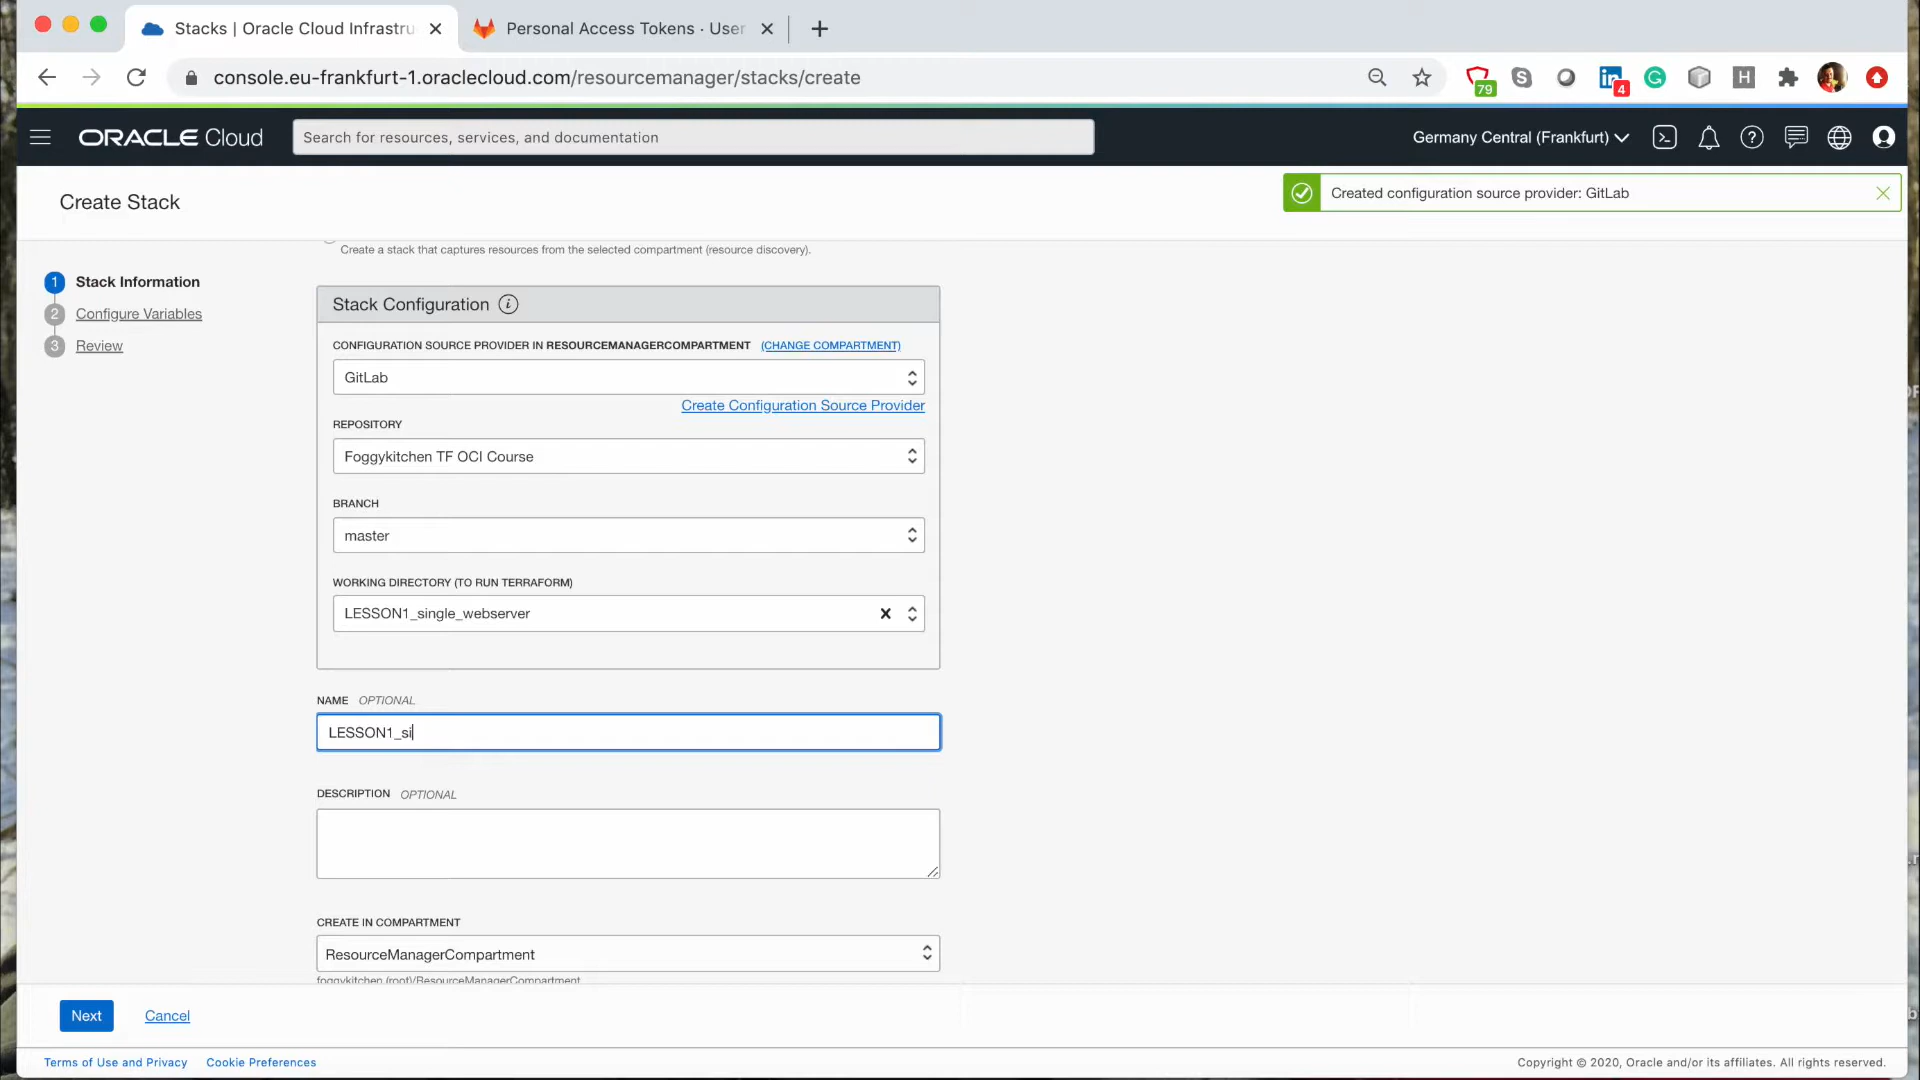 Stacks | Oracle Cloud Infrastru
Personal Access Tokens · User
console.eu-frankfurt-1.oraclecloud.com/resourcemanager/stacks/create
79
4
H
ORACLE Cloud
Search for resources, services, and documentation
Germany Central (Frankfurt)
Create Stack
Created configuration source provider: GitLab
Create a stack that captures resources from the selected compartment (resource discovery).
1 Stack Information
2 Configure Variables
3 Review
Stack Configuration
CONFIGURATION SOURCE PROVIDER IN RESOURCEMANAGERCOMPARTMENT (CHANGE COMPARTMENT)
GitLab
Create Configuration Source Provider
REPOSITORY
Foggykitchen TF OCI Course
BRANCH
master
WORKING DIRECTORY (TO RUN TERRAFORM)
LESSON1_single_webserver
NAME OPTIONAL
LESSON1_si
DESCRIPTION OPTIONAL
CREATE IN COMPARTMENT
ResourceManagerCompartment
foggykitchen (root)/ResourceManagerCompartment
Next
Cancel
Terms of Use and Privacy
Cookie Preferences
Copyright © 2020, Oracle and/or its affiliates. All rights reserved.